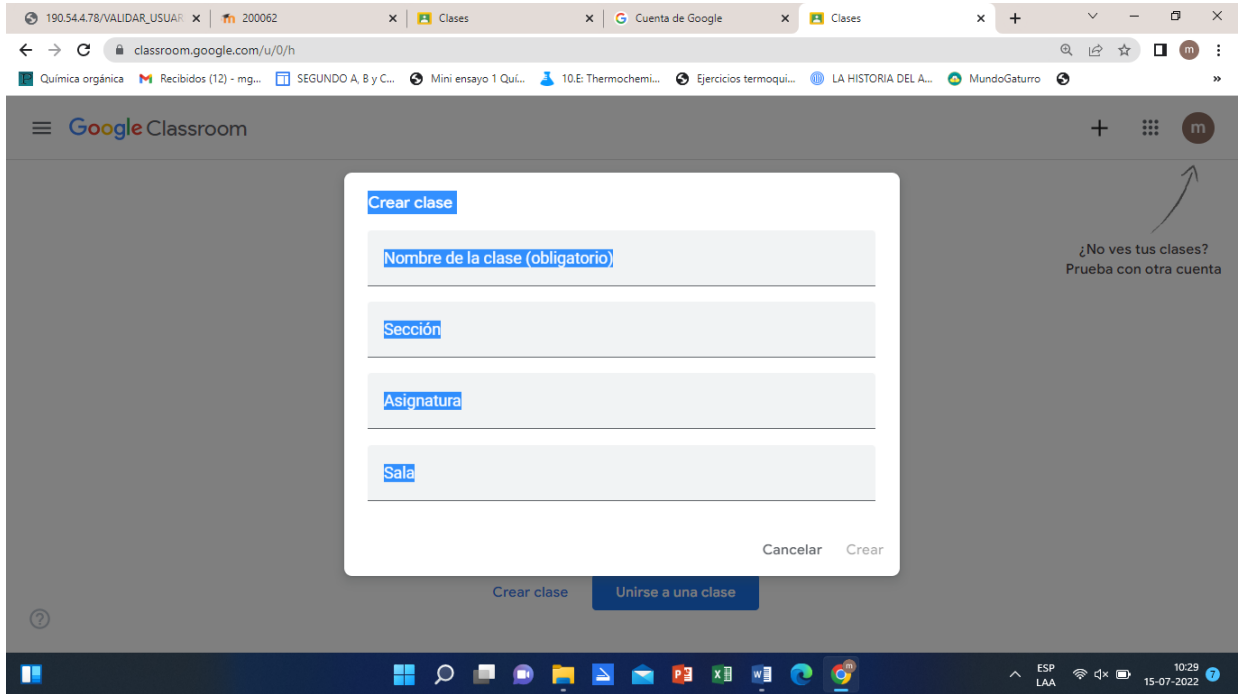 190.54.4.78/VALIDAR_USUAR
200062
Clases
Cuenta de Google
Clases
classroom.google.com/u/0/h
m
Química orgánica
Recibidos (12) - mg...
SEGUNDO A, B y C...
Mini ensayo 1 Quí...
10.E: Thermochemi...
Ejercicios termoqui...
LA HISTORIA DEL A...
MundoGaturro
»
Google Classroom
m
Crear clase
¿No ves tus clases?
Prueba con otra cuenta
Nombre de la clase (obligatorio)
Sección
Asignatura
Sala
Cancelar
Crear
Crear clase
Unirse a una clase
ESP
LAA
10:29
15-07-2022
7